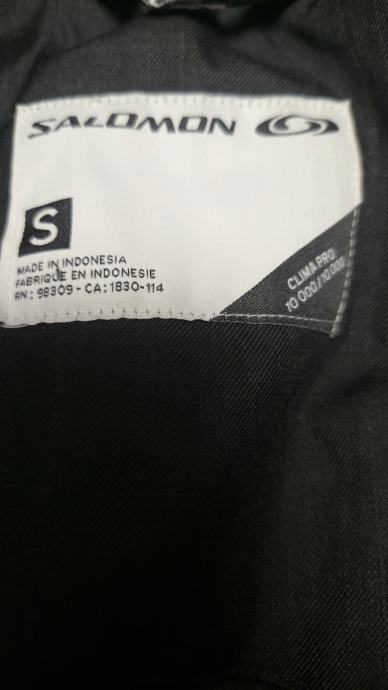 SALOMON
S
MADE IN INDONESIA
FABRIQUE EN INDONESIE
RN: 98309 - CA: 1830-114
CLIMA PRO
10 000/10 000